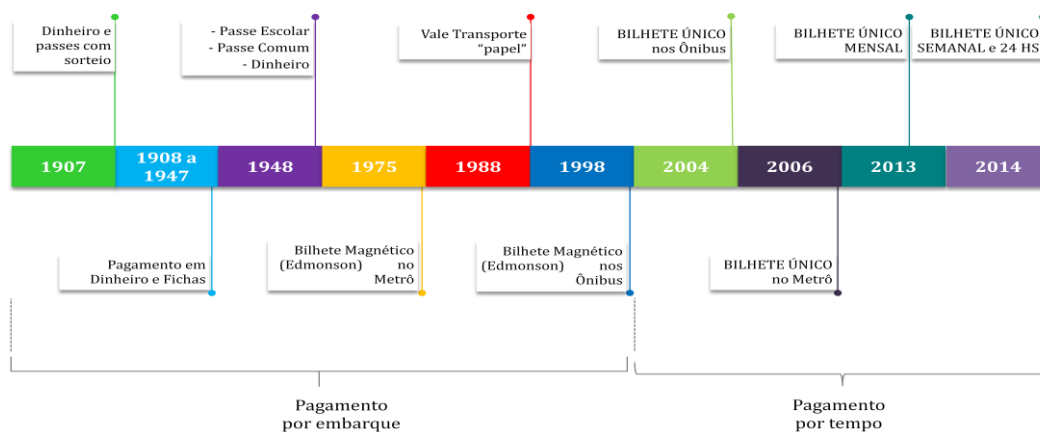 Dinheiro e
passes com
sorteio
- Passe Escolar
- Passe Comum
- Dinheiro
Vale Transporte
“papel”
BILHETE ÚNICO
nos Ônibus
BILHETE ÚNICO
MENSAL
BILHETE ÚNICO
SEMANAL e 24 HS
1907
1908 a
1947
1948
1975
1988
1998
2004
2006
2013
2014
Pagamento em
Dinheiro e Fichas
Bilhete Magnético
(Edmonson) no
Metrô
Bilhete Magnético
(Edmonson) nos
Ônibus
BILHETE ÚNICO
no Metrô
Pagamento
por embarque
Pagamento
por tempo